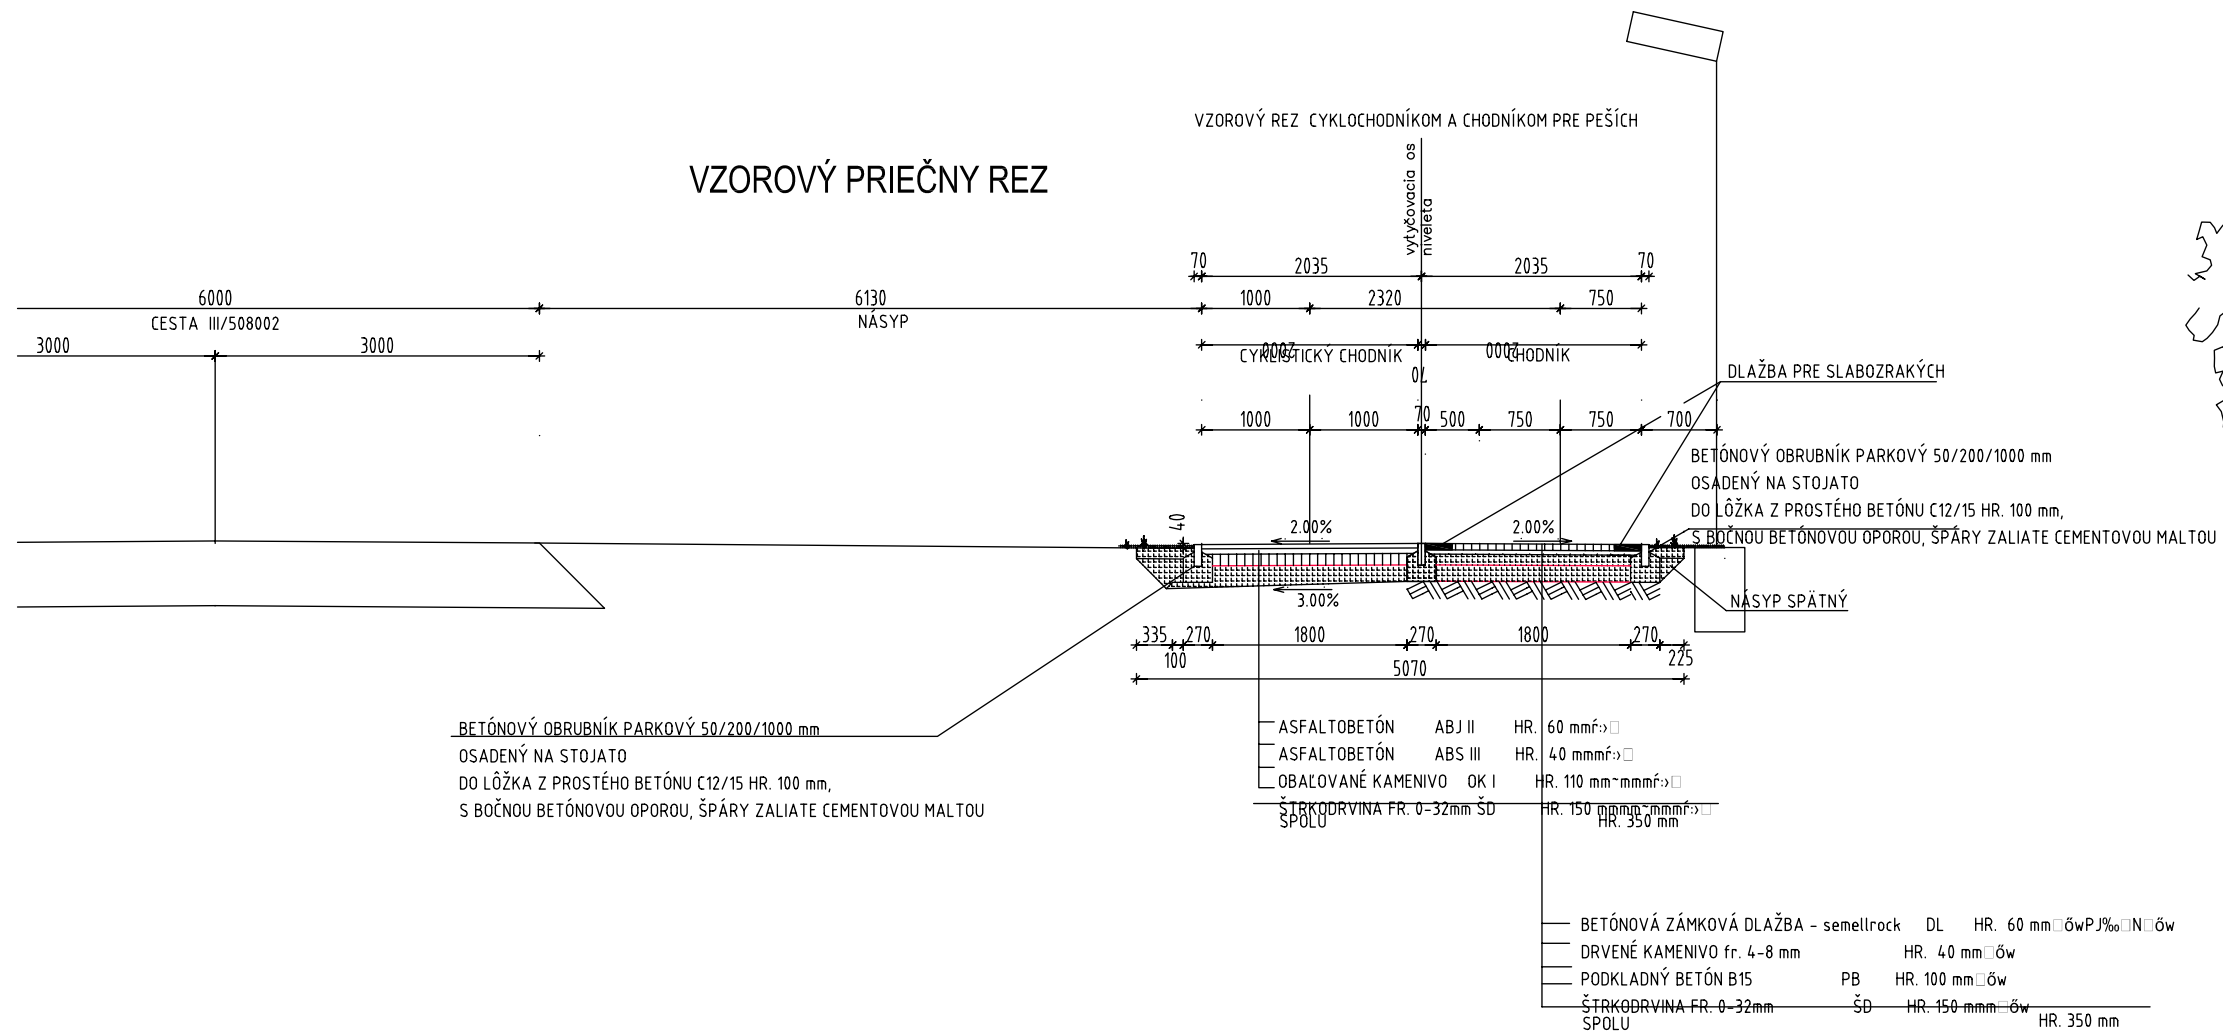 VZOROVÝ REZ CYKLOCHODNÍKOM A CHODNÍKOM PRE PEŠÍCH
VZOROVÝ PRIEČNY REZ
vytyčovacia os
niveleta
70 2035 2035 70
6000 6130 1000 2320 750
CESTA III/508002 NÁSYP
3000 3000
2000 2000
CYKLISTICKÝ CHODNÍK CHODNÍK
70
DLAŽBA PRE SLABOZRAKÝCH
1000 1000 70 500 750 750 700
BETÓNOVÝ OBRUBNÍK PARKOVÝ 50/200/1000 mm
OSADENÝ NA STOJATO
DO LÔŽKA Z PROSTÉHO BETÓNU C12/15 HR. 100 mm,
S BOČNOU BETÓNOVOU OPOROU, ŠPÁRY ZALIATE CEMENTOVOU MALTOU
40
2.00% 2.00%
3.00%
NÁSYP SPÄTNÝ
335 270 1800 270 1800 270
100 225
5070
BETÓNOVÝ OBRUBNÍK PARKOVÝ 50/200/1000 mm
OSADENÝ NA STOJATO
DO LÔŽKA Z PROSTÉHO BETÓNU C12/15 HR. 100 mm,
S BOČNOU BETÓNOVOU OPOROU, ŠPÁRY ZALIATE CEMENTOVOU MALTOU
ASFALTOBETÓN ABJ II HR. 60 mm
ASFALTOBETÓN ABS III HR. 40 mm
OBAĽOVANÉ KAMENIVO OK I HR. 110 mm
ŠTRKODRVINA FR. 0-32mm ŠD HR. 150
SPOLU HR. 350 mm
BETÓNOVÁ ZÁMKOVÁ DLAŽBA - semellrock DL HR. 60 mm
DRVENÉ KAMENIVO fr. 4-8 mm HR. 40 mm
PODKLADNÝ BETÓN B15 PB HR. 100 mm
ŠTRKODRVINA FR. 0-32mm ŠD HR. 150 mm
SPOLU HR. 350 mm